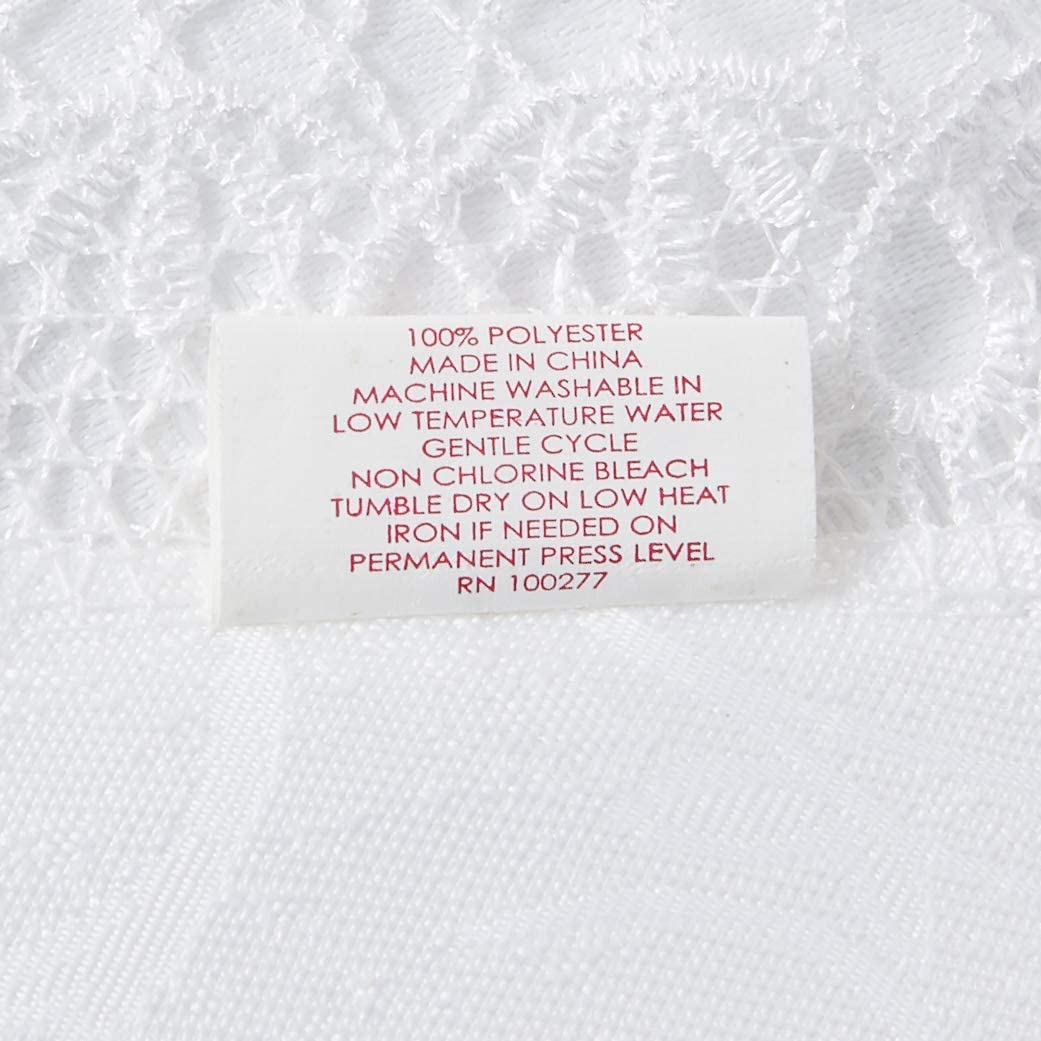 100% POLYESTER
MADE IN CHINA
MACHINE WASHABLE IN
LOW TEMPERATURE WATER
GENTLE CYCLE
NON CHLORINE BLEACH
TUMBLE DRY ON LOW HEAT
IRON IF NEEDED ON
PERMANENT PRESS LEVEL
RN 100277